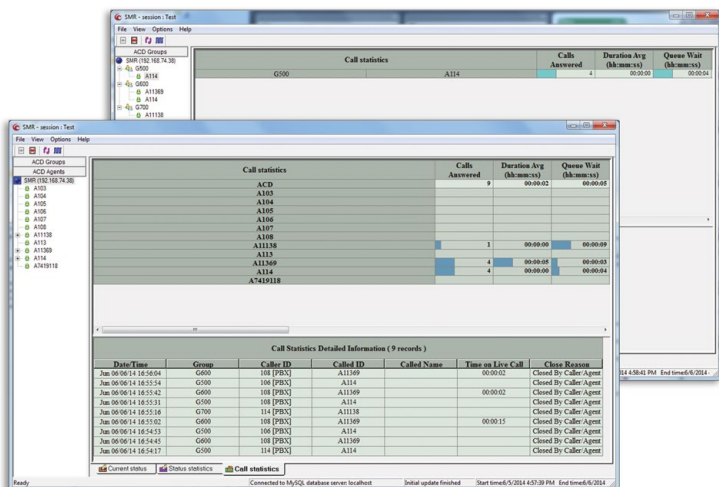 SMR - session : Test
File View Options Help
ACD Groups
SMR (192.168.74.38)
G500
A114
G600
A11369
A114
G700
A11138
Call statistics Calls Answered Duration Avg (hh:mm:ss) Queue Wait (hh:mm:ss)
G500 A114 4 00:00:00 00:00:04
014 4:58:41 PM End time:6/6/2014 -
SMR - session : Test
File View Options Help
ACD Groups
ACD Agents
SMR (192.168.74.38)
A103
A104
A105
A106
A107
A108
A11138
A113
A11369
A114
A7419118
Call statistics Calls Answered Duration Avg (hh:mm:ss) Queue Wait (hh:mm:ss)
ACD 9 00:00:02 00:00:05
A103
A104
A105
A106
A107
A108
A11138 1 00:00:00 00:00:09
A113
A11369 4 00:00:05 00:00:03
A114 4 00:00:00 00:00:04
A7419118
Call Statistics Detailed Information ( 9 records )
Date/Time Group Caller ID Called ID Called Name Time on Live Call Close Reason
Jun 06/06/14 16:56:04 G600 108 [PBX] A11369 00:00:02 Closed By Caller/Agent
Jun 06/06/14 16:55:54 G500 106 [PBX] A114 Closed By Caller/Agent
Jun 06/06/14 16:55:42 G600 108 [PBX] A11369 00:00:02 Closed By Caller/Agent
Jun 06/06/14 16:55:31 G500 108 [PBX] A114 Closed By Caller/Agent
Jun 06/06/14 16:55:16 G700 114 [PBX] A11138 Closed By Caller/Agent
Jun 06/06/14 16:55:02 G600 108 [PBX] A11369 00:00:15 Closed By Caller/Agent
Jun 06/06/14 16:54:53 G500 106 [PBX] A114 Closed By Caller/Agent
Jun 06/06/14 16:54:45 G600 108 [PBX] A11369 Closed By Caller/Agent
Jun 06/06/14 16:54:17 G500 114 [PBX] A114 Closed By Caller/Agent
Current status Status statistics Call statistics
Ready Connected to MySQL database server: localhost Initial update finished Start time:6/5/2014 4:57:39 PM End time:6/6/2014